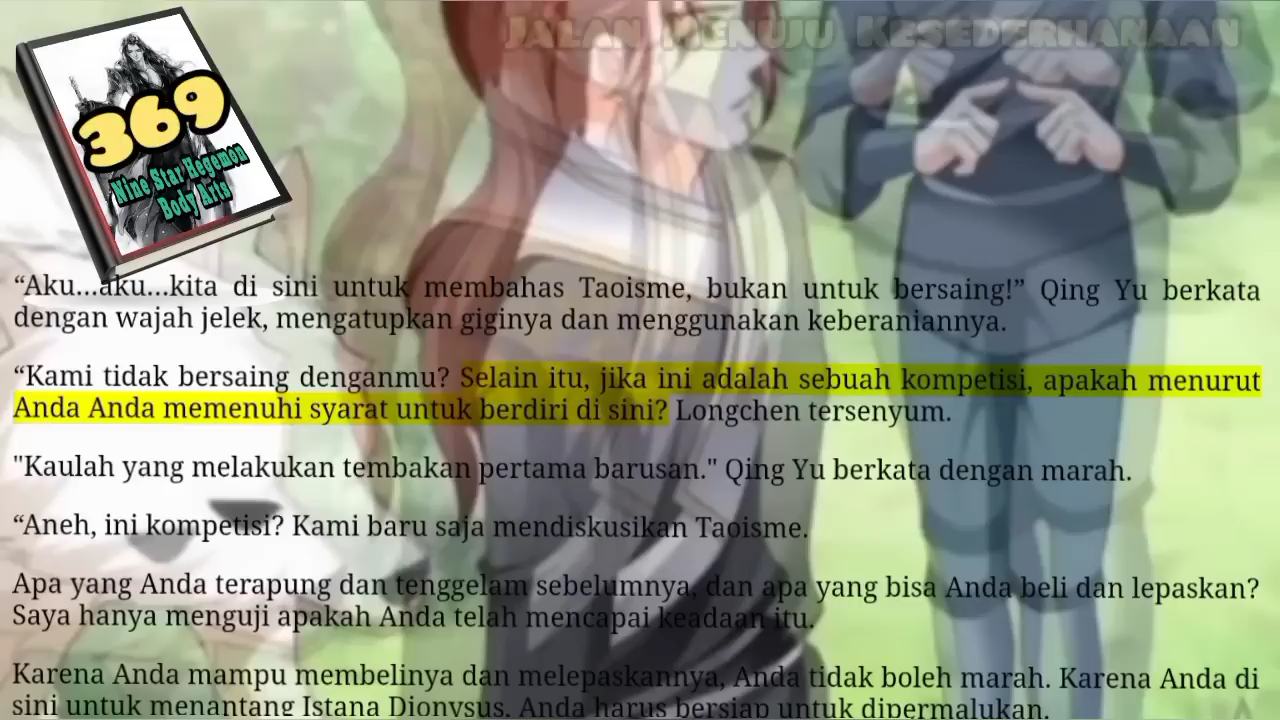 Jalan Menuju Kesederhanaan
369
Nine Star Hegemon
Body Arts
“Aku...aku...kita di sini untuk membahas Taoisme, bukan untuk bersaing!” Qing Yu berkata
dengan wajah jelek, mengatupkan giginya dan menggunakan keberaniannya.
“Kami tidak bersaing denganmu? Selain itu, jika ini adalah sebuah kompetisi, apakah menurut
Anda Anda memenuhi syarat untuk berdiri di sini? Longchen tersenyum.
"Kaulah yang melakukan tembakan pertama barusan." Qing Yu berkata dengan marah.
“Aneh, ini kompetisi? Kami baru saja mendiskusikan Taoisme.
Apa yang Anda terapung dan tenggelam sebelumnya, dan apa yang bisa Anda beli dan lepaskan?
Saya hanya menguji apakah Anda telah mencapai keadaan itu.
Karena Anda mampu membelinya dan melepaskannya, Anda tidak boleh marah. Karena Anda di
sini untuk menantang Istana Dionysus, Anda harus bersiap untuk dipermalukan.